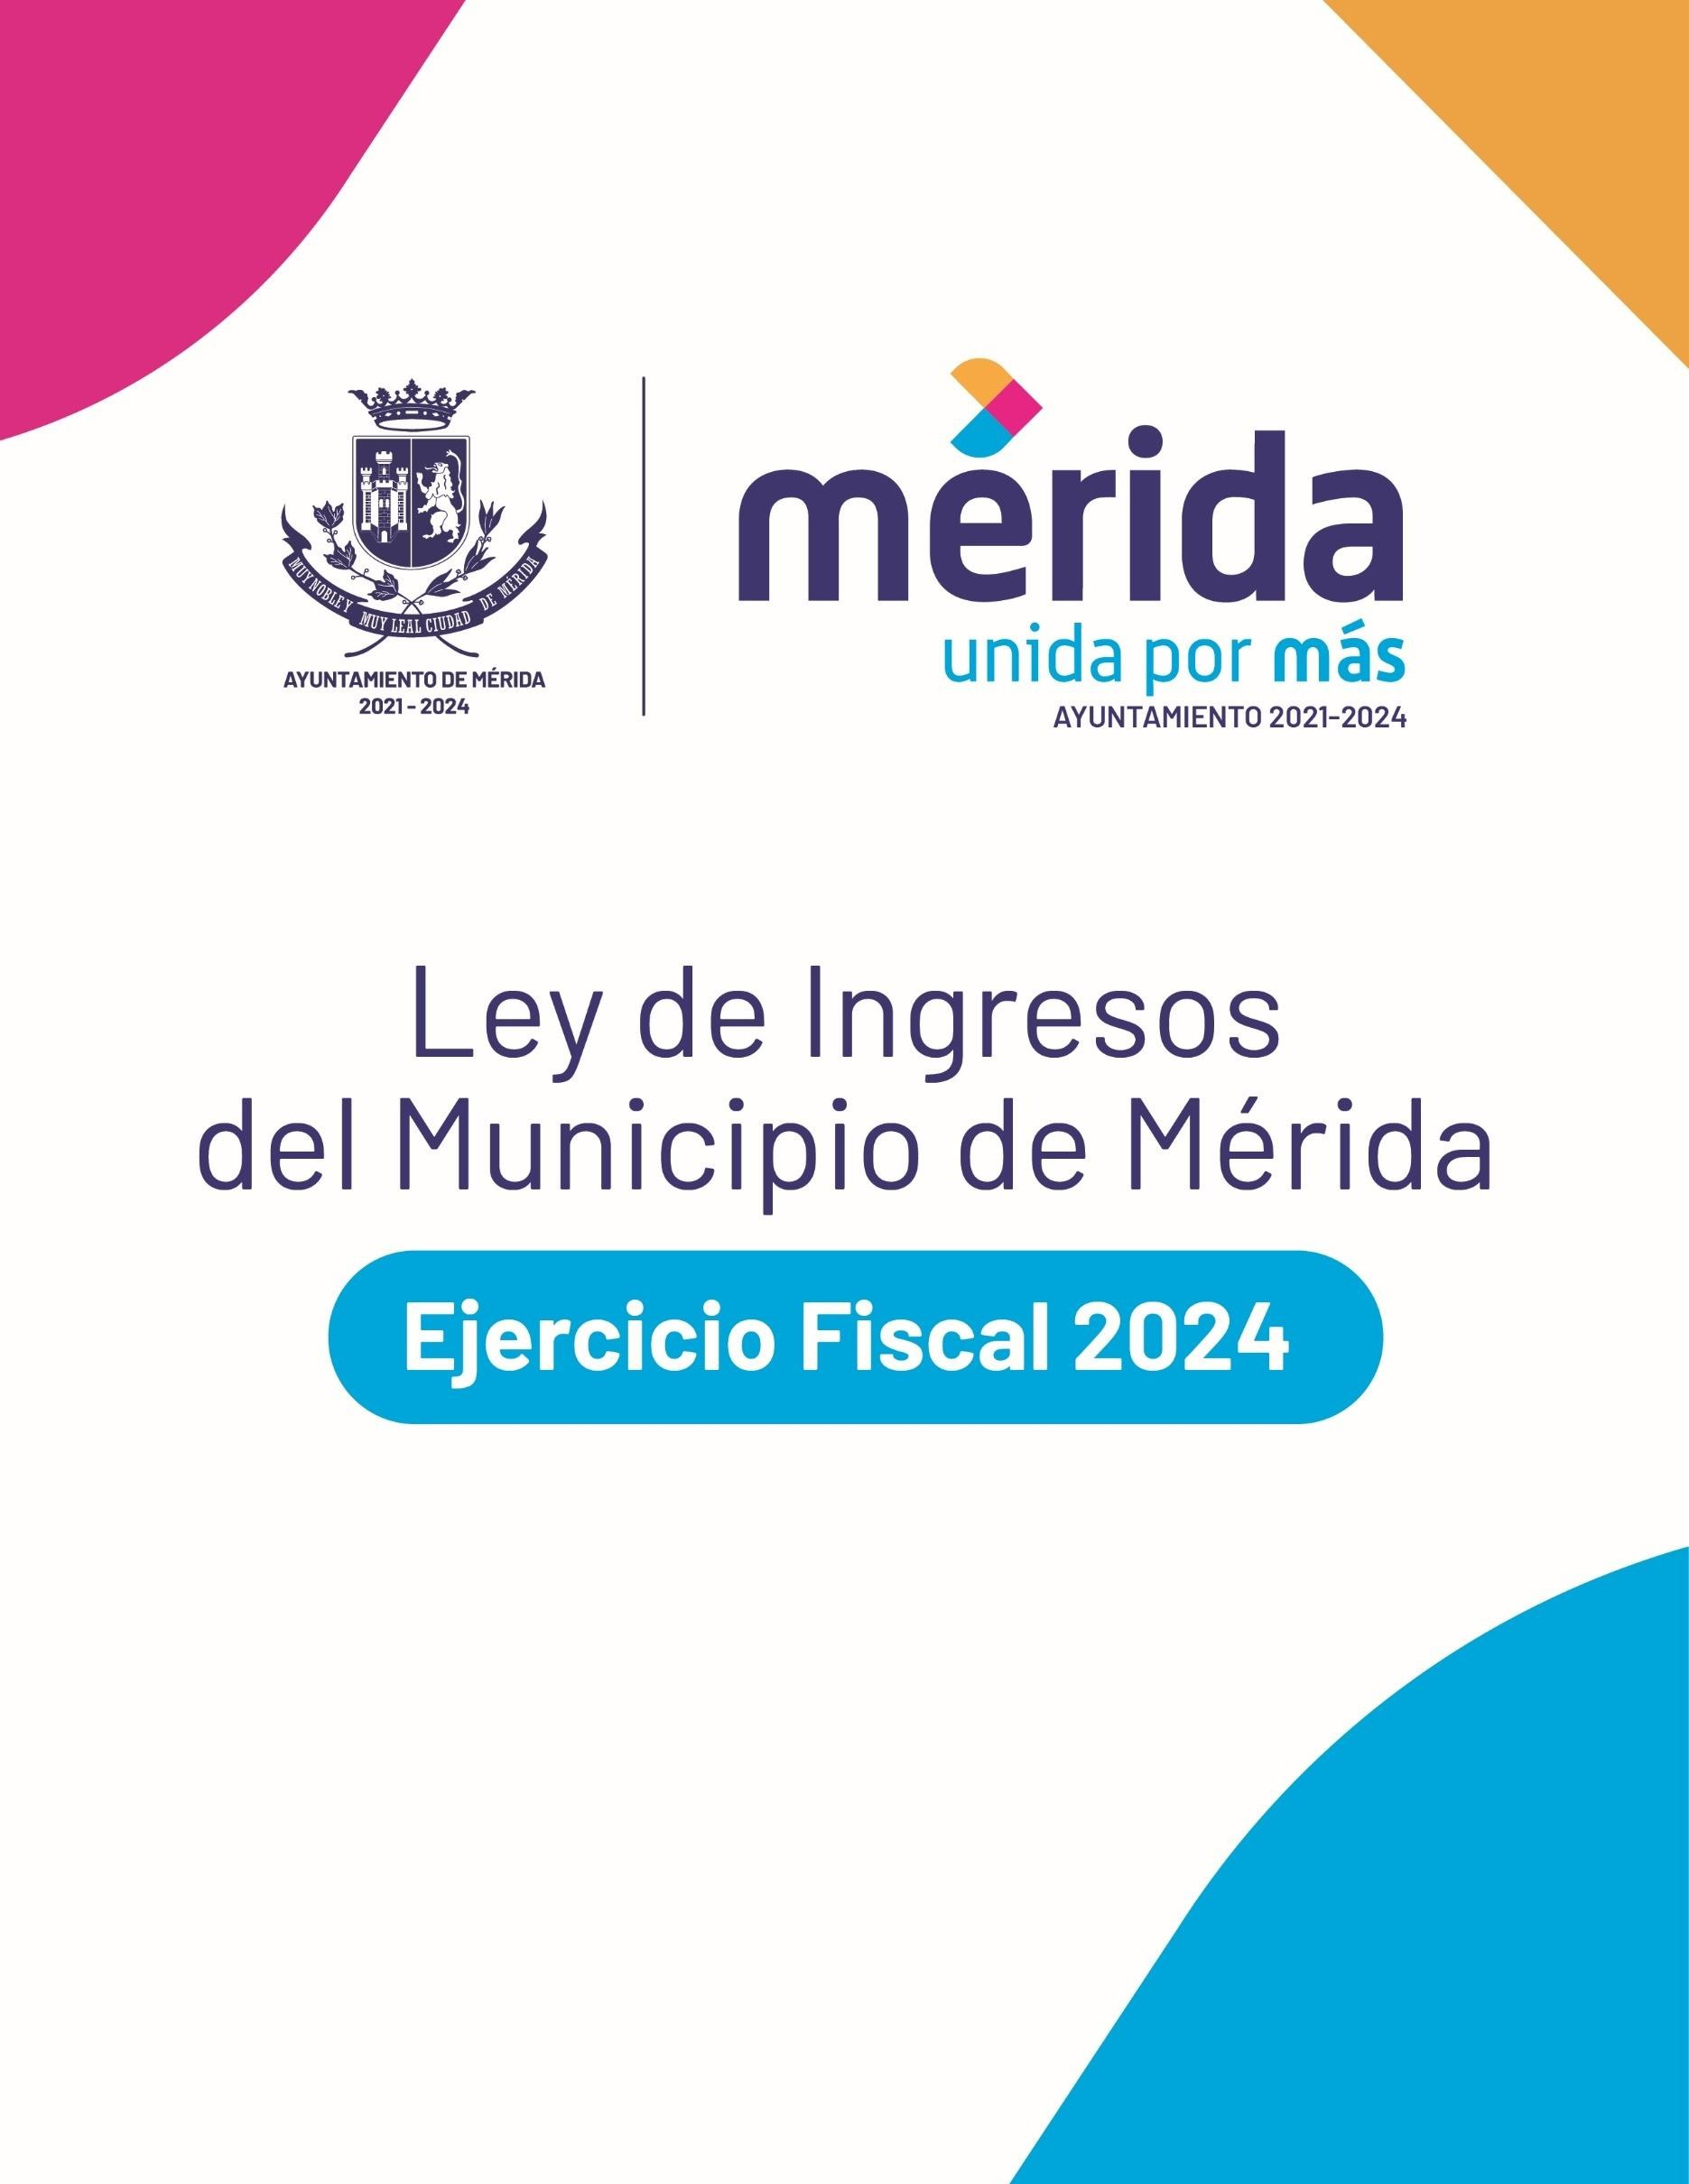 MUY NOBLE Y MUY LEAL CIUDAD DE MÉRIDA
AYUNTAMIENTO DE MÉRIDA
2021 - 2024
mérida
unida por más
AYUNTAMIENTO 2021-2024
Ley de Ingresos
del Municipio de Mérida
Ejercicio Fiscal 2024